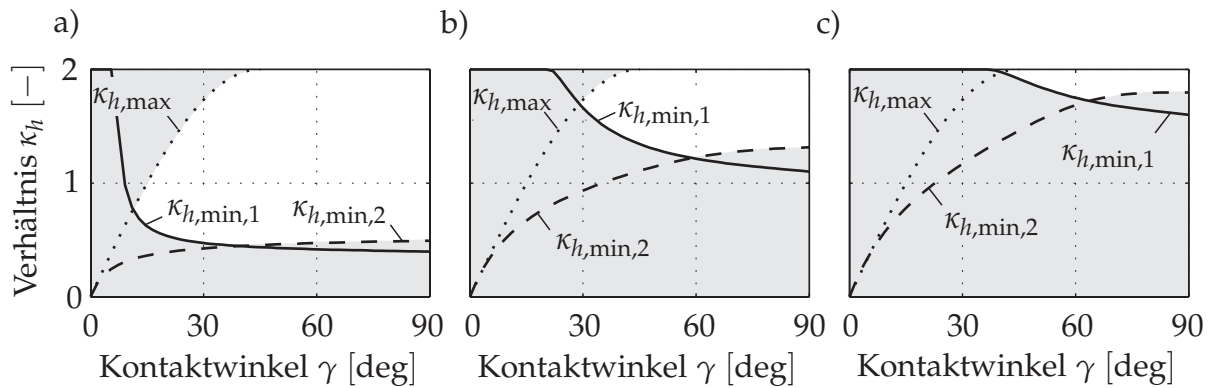 a)
b)
c)
Verhältnis κ_h [−]
2
1
0
κ_h,max
κ_h,min,1
κ_h,min,2
0 30 60 90
Kontaktwinkel γ [deg]
κ_h,max
κ_h,min,1
κ_h,min,2
0 30 60 90
Kontaktwinkel γ [deg]
κ_h,max
κ_h,min,1
κ_h,min,2
0 30 60 90
Kontaktwinkel γ [deg]